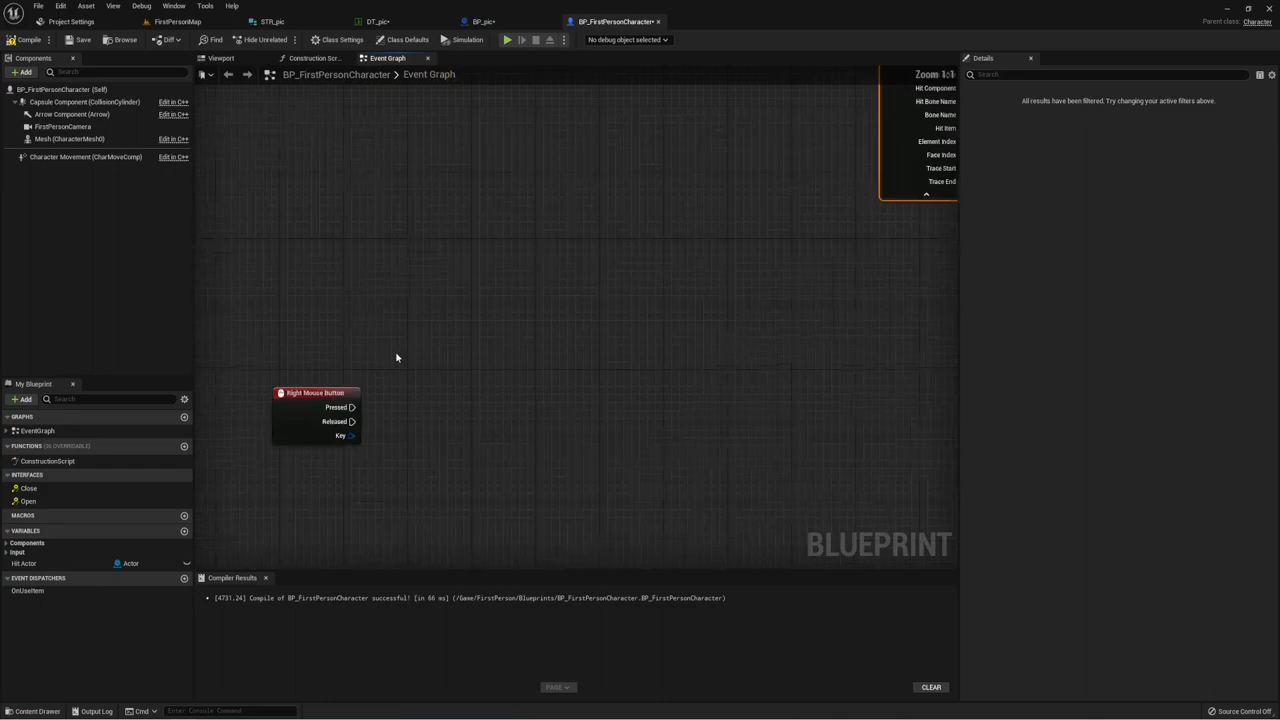 File Edit Asset View Debug Window Tools Help
Project Settings FirstPersonMap STR_pic DT_pic• BP_pic• BP_FirstPersonCharacter•
Parent class: Character
Compile Save Browse Diff Find Hide Unrelated Class Settings Class Defaults Simulation No debug object selected
Components
Add Search
BP_FirstPersonCharacter (Self)
Capsule Component (CollisionCylinder) Edit in C++
Arrow Component (Arrow) Edit in C++
FirstPersonCamera
Mesh (CharacterMesh0) Edit in C++
Character Movement (CharMoveComp) Edit in C++
My Blueprint
Add Search
GRAPHS
EventGraph
FUNCTIONS (36 OVERRIDABLE)
ConstructionScript
INTERFACES
Close
Open
MACROS
VARIABLES
Components
Input
Hit Actor Actor
EVENT DISPATCHERS
OnUseItem
Viewport Construction Scr... Event Graph
BP_FirstPersonCharacter > Event Graph
Zoom 1:1
Hit Component
Hit Bone Name
Bone Name
Hit Item
Element Index
Face Index
Trace Start
Trace End
Right Mouse Button
Pressed
Released
Key
BLUEPRINT
Compiler Results
[4731.24] Compile of BP_FirstPersonCharacter successful! [in 66 ms] (/Game/FirstPerson/Blueprints/BP_FirstPersonCharacter.BP_FirstPersonCharacter)
PAGE CLEAR
Details
Search
All results have been filtered. Try changing your active filters above.
Content Drawer Output Log Cmd Enter Console Command Source Control Off